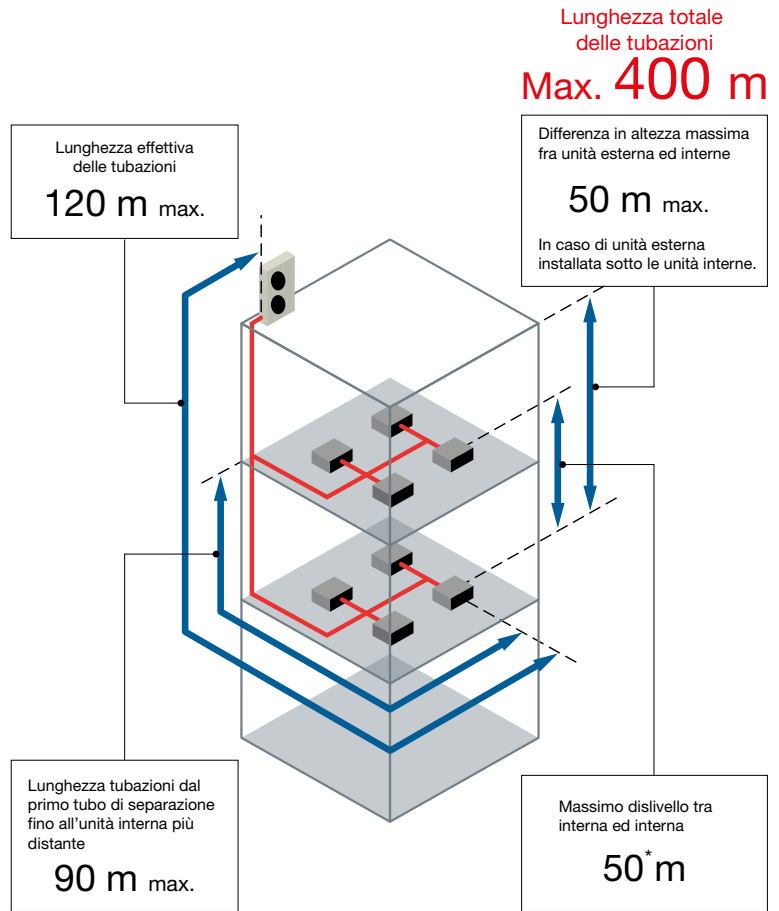 Lunghezza totale
delle tubazioni
Max. 400 m
Lunghezza effettiva
delle tubazioni
120 m max.
Differenza in altezza massima
fra unità esterna ed interne
50 m max.
In caso di unità esterna
installata sotto le unità interne.
Lunghezza tubazioni dal
primo tubo di separazione
fino all'unità interna più
distante
90 m max.
Massimo dislivello tra
interna ed interna
50* m